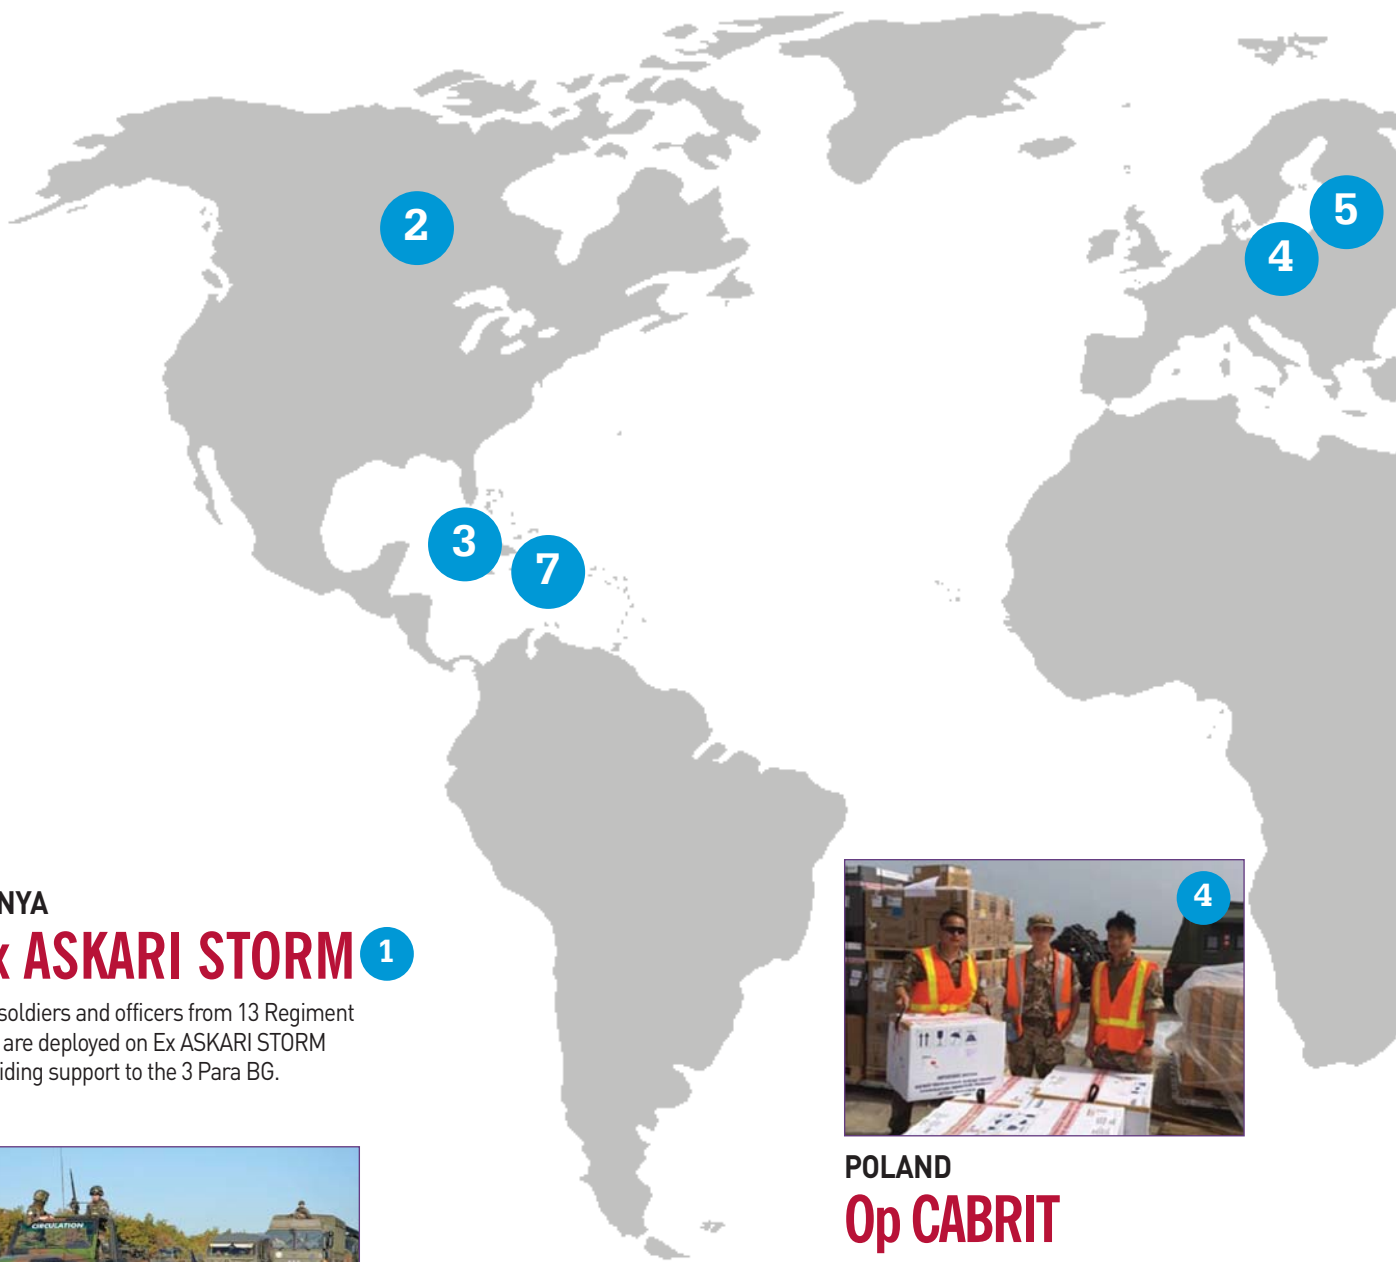 2
5
4
3
7
NYA
x ASKARI STORM 1
soldiers and officers from 13 Regiment
are deployed on Ex ASKARI STORM
iding support to the 3 Para BG.
CIRCULATION
4
POLAND
Op CABRIT